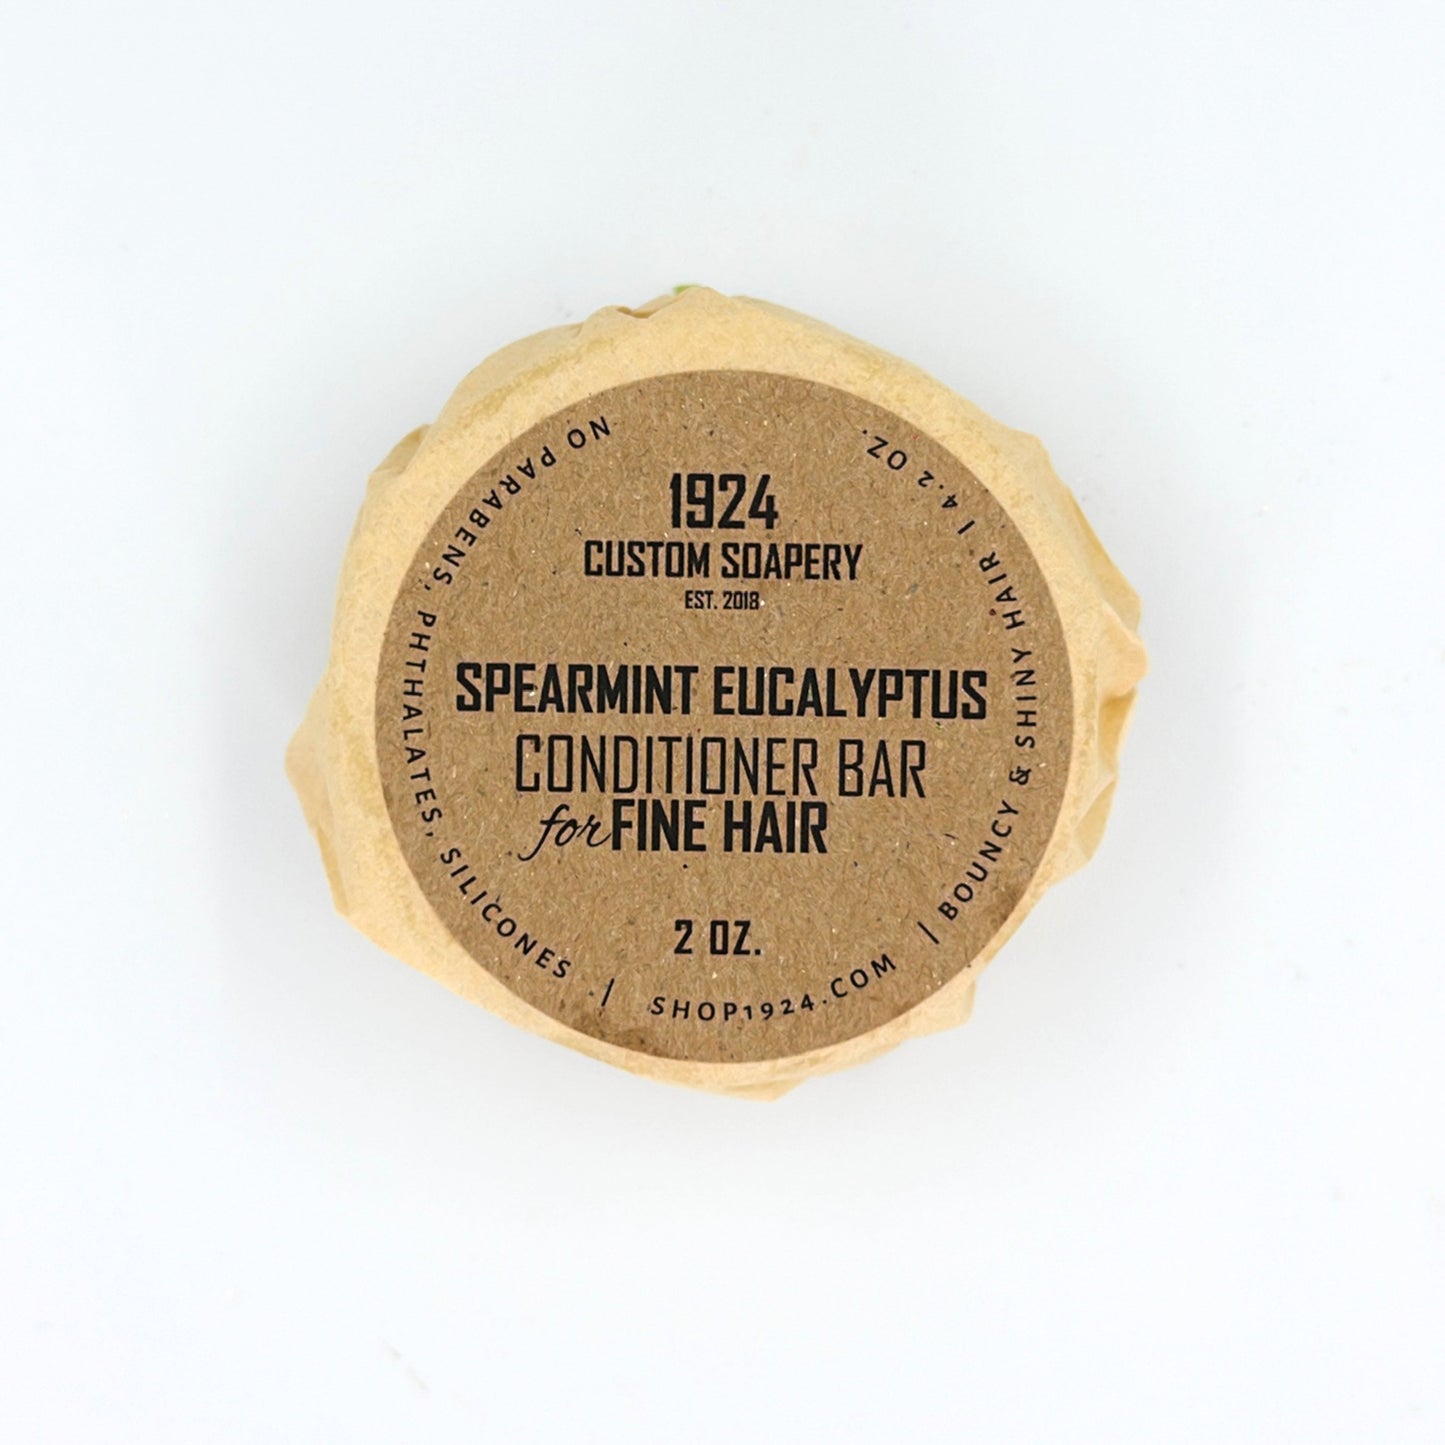 1924
CUSTOM SOAPERY
EST. 2018
SPEARMINT EUCALYPTUS
CONDITIONER BAR
for FINE HAIR
2 OZ.
NO PARABENS, PHTHALATES, SILICONES | SHOP1924.COM | BOUNCY & SHINY HAIR | 4.2 OZ.